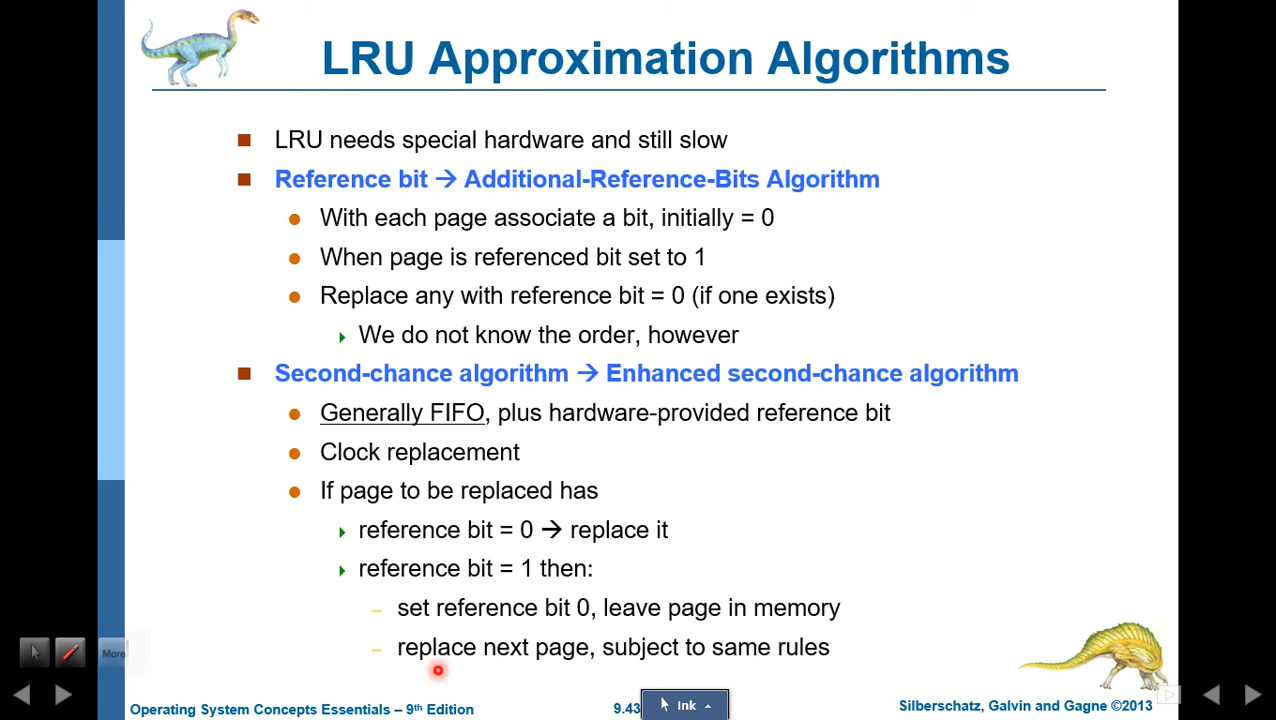 LRU Approximation Algorithms
LRU needs special hardware and still slow
Reference bit → Additional-Reference-Bits Algorithm
With each page associate a bit, initially = 0
When page is referenced bit set to 1
Replace any with reference bit = 0 (if one exists)
We do not know the order, however
Second-chance algorithm → Enhanced second-chance algorithm
Generally FIFO, plus hardware-provided reference bit
Clock replacement
If page to be replaced has
reference bit = 0 → replace it
reference bit = 1 then:
– set reference bit 0, leave page in memory
– replace next page, subject to same rules
More
Operating System Concepts Essentials – 9th Edition
9.43
Ink
Silberschatz, Galvin and Gagne ©2013